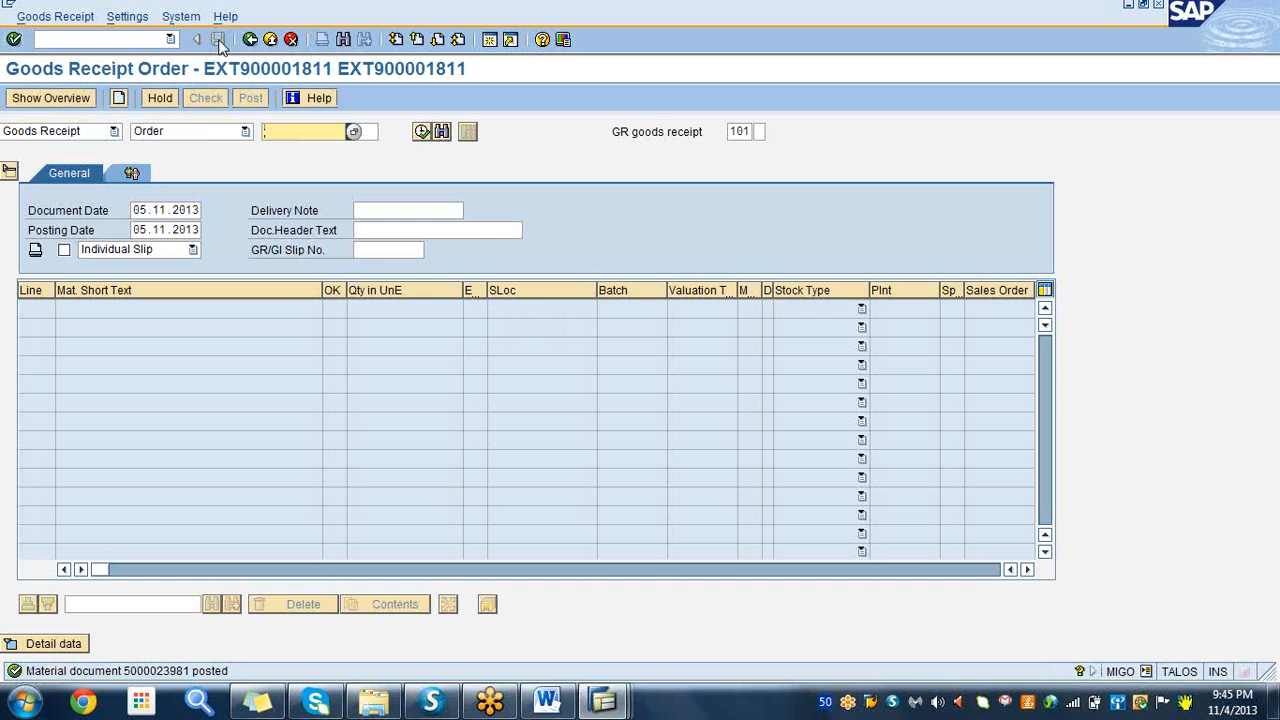 Goods Receipt Settings System Help
SAP
Goods Receipt Order - EXT900001811 EXT900001811
Show Overview Hold Check Post Help
Goods Receipt Order GR goods receipt 101
General
Document Date 05.11.2013 Delivery Note
Posting Date 05.11.2013 Doc.Header Text
Individual Slip GR/GI Slip No.
Line Mat. Short Text OK Qty in UnE E... SLoc Batch Valuation T... M... D Stock Type Plnt Sp... Sales Order
Delete Contents
Detail data
Material document 5000023981 posted MIGO TALOS INS
50 9:45 PM
11/4/2013